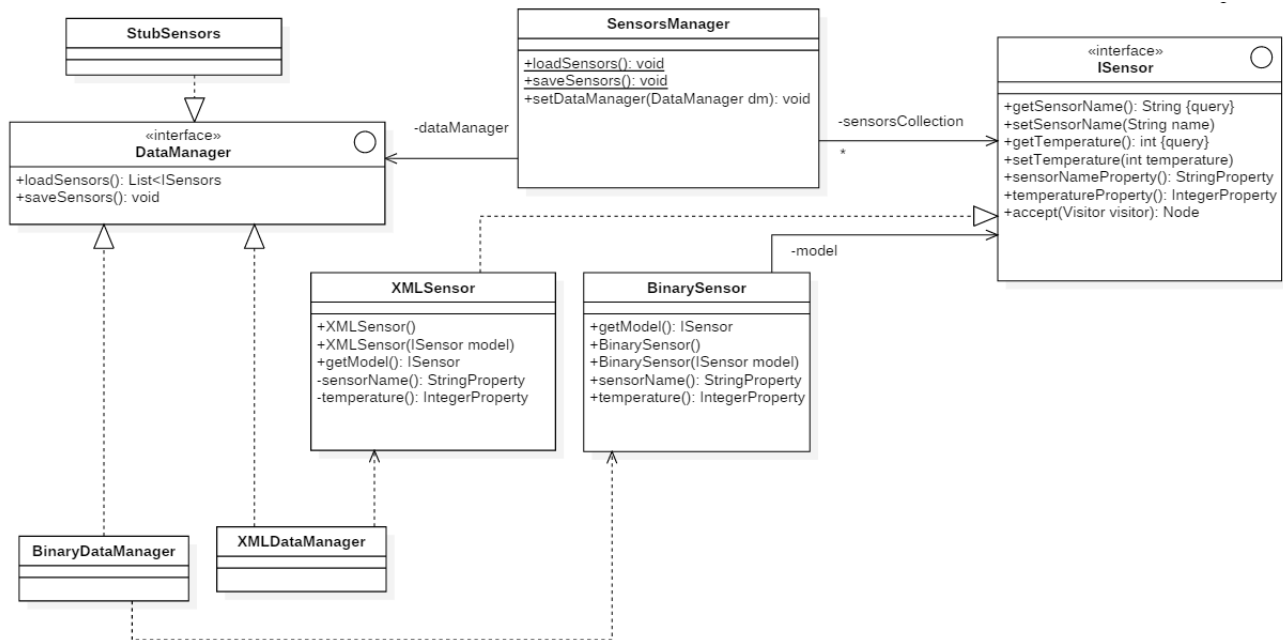 StubSensors
SensorsManager
+loadSensors(): void
+saveSensors(): void
+setDataManager(DataManager dm): void
«interface»
ISensor
+getSensorName(): String {query}
+setSensorName(String name)
+getTemperature(): int {query}
+setTemperature(int temperature)
+sensorNameProperty(): StringProperty
+temperatureProperty(): IntegerProperty
+accept(Visitor visitor): Node
-dataManager
-sensorsCollection
*
«interface»
DataManager
+loadSensors(): List<ISensors
+saveSensors(): void
-model
XMLSensor
+XMLSensor()
+XMLSensor(ISensor model)
+getModel(): ISensor
-sensorName(): StringProperty
-temperature(): IntegerProperty
BinarySensor
+getModel(): ISensor
+BinarySensor()
+BinarySensor(ISensor model)
+sensorName(): StringProperty
+temperature(): IntegerProperty
BinaryDataManager
XMLDataManager